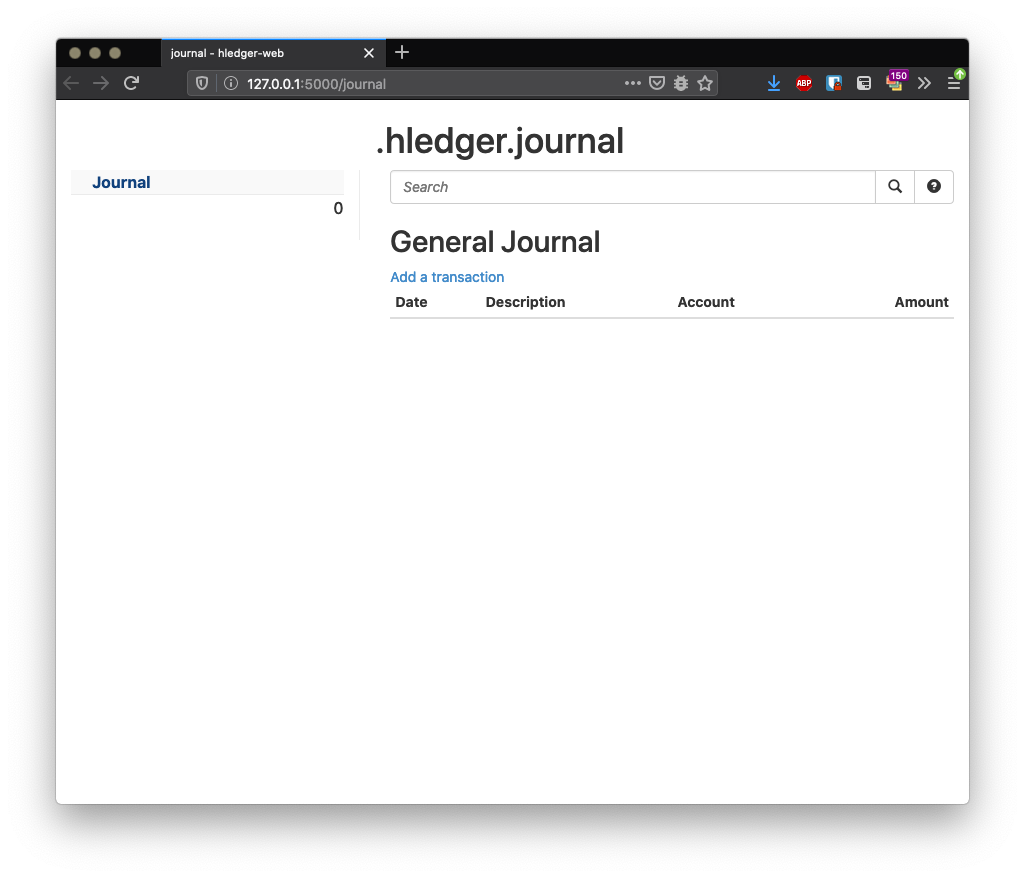 journal - hledger-web
127.0.0.1:5000/journal
ABP
150
.hledger.journal
Journal
0
Search
General Journal
Add a transaction
Date Description Account Amount